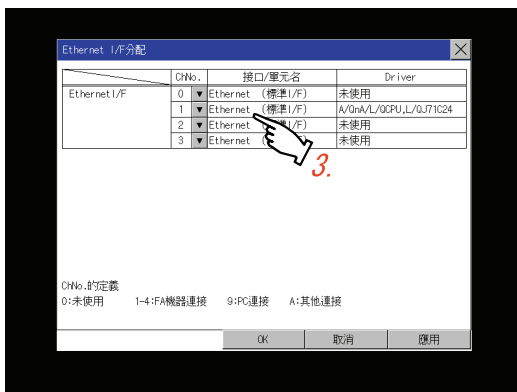 Ethernet I/F分配
ChNo. 接口/單元名 Driver
EthernetI/F 0 ▼ Ethernet (標準I/F) 未使用
1 ▼ Ethernet (標準I/F) A/QnA/L/QCPU,L/QJ71C24
2 ▼ Ethernet I/F) 未使用
3 ▼ Ethernet 未使用
3.
ChNo.的定義
0:未使用 1-4:FA機器連接 9:PC連接 A:其他連接
OK 取消 應用